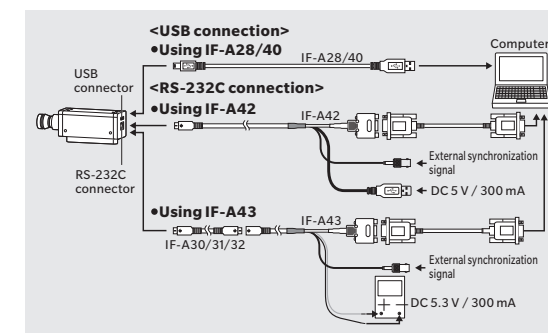 <USB connection>
•Using IF-A28/40
IF-A28/40
Computer
USB
connector
<RS-232C connection>
•Using IF-A42
IF-A42
External synchronization
signal
DC 5 V / 300 mA
RS-232C
connector
•Using IF-A43
IF-A43
IF-A30/31/32
External synchronization
signal
DC 5.3 V / 300 mA